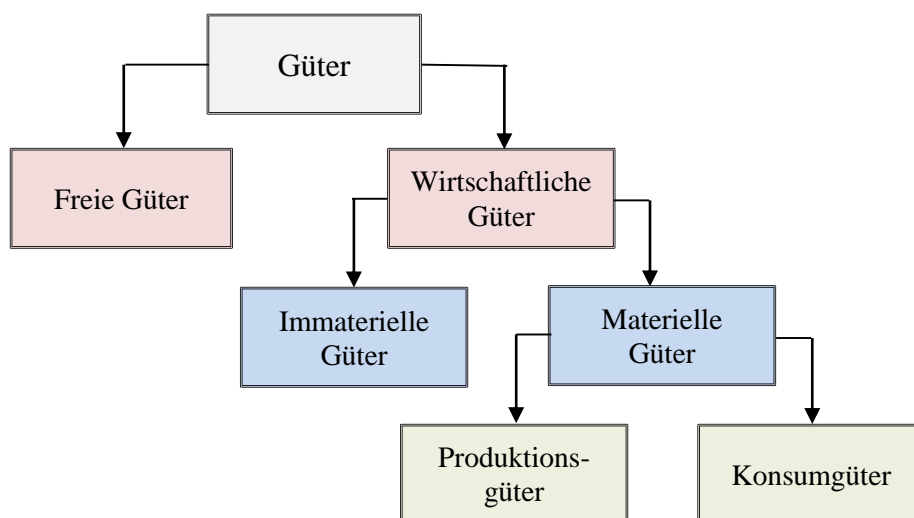 Güter
Freie Güter
Wirtschaftliche
Güter
Immaterielle
Güter
Materielle
Güter
Produktions-
güter
Konsumgüter